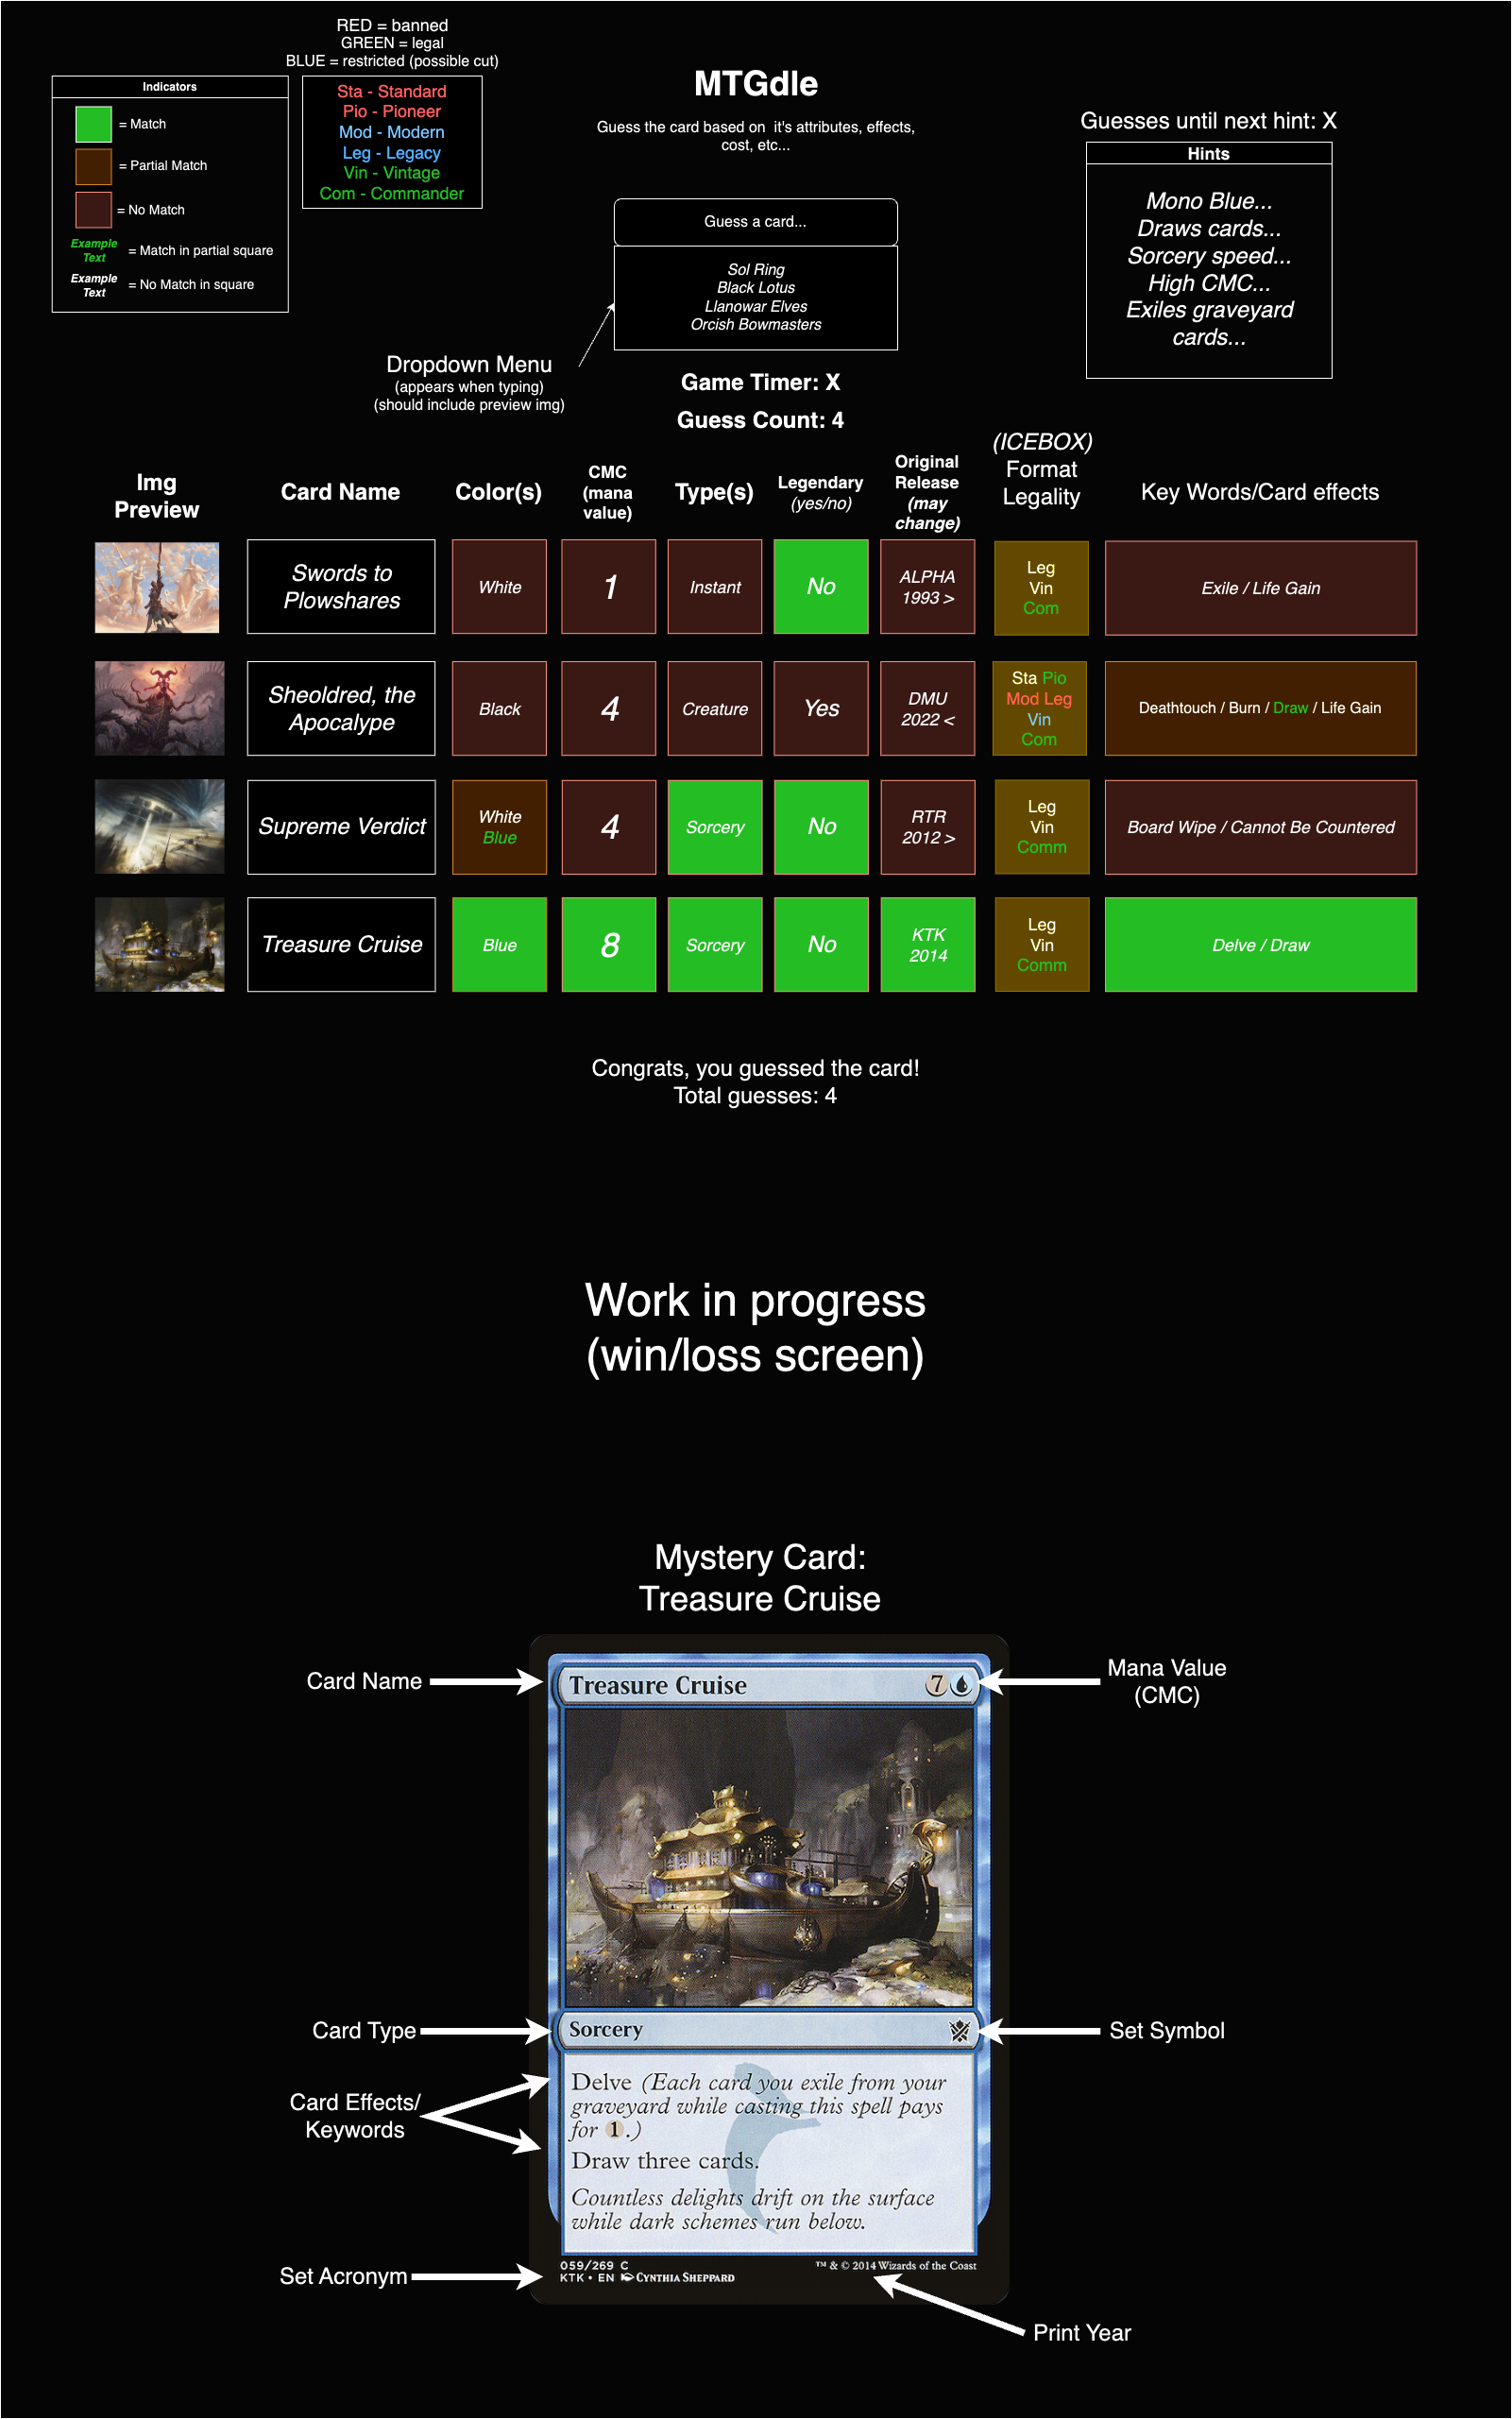 RED = banned
GREEN = legal
BLUE = restricted (possible cut)
Indicators
= Match
= Partial Match
= No Match
Example
Text
= Match in partial square
Example
Text
= No Match in square
Sta - Standard
Pio - Pioneer
Mod - Modern
Leg - Legacy
Vin - Vintage
Com - Commander
MTGdle
Guess the card based on it's attributes, effects,
cost, etc...
Guess a card...
Sol Ring
Black Lotus
Llanowar Elves
Orcish Bowmasters
Dropdown Menu
(appears when typing)
(should include preview img)
Guesses until next hint: X
Hints
Mono Blue...
Draws cards...
Sorcery speed...
High CMC...
Exiles graveyard
cards...
Game Timer: X
Guess Count: 4
Img
Preview
Card Name
Color(s)
CMC
(mana
value)
Type(s)
Legendary
(yes/no)
Original
Release
(may
change)
(ICEBOX)
Format
Legality
Key Words/Card effects
Swords to
Plowshares
White
1
Instant
No
ALPHA
1993 >
Leg
Vin
Com
Exile / Life Gain
Sheoldred, the
Apocalype
Black
4
Creature
Yes
DMU
2022 <
Sta Pio
Mod Leg
Vin
Com
Deathtouch / Burn / Draw / Life Gain
Supreme Verdict
White
Blue
4
Sorcery
No
RTR
2012 >
Leg
Vin
Comm
Board Wipe / Cannot Be Countered
Treasure Cruise
Blue
8
Sorcery
No
KTK
2014
Leg
Vin
Comm
Delve / Draw
Congrats, you guessed the card!
Total guesses: 4
Work in progress
(win/loss screen)
Mystery Card:
Treasure Cruise
Card Name
Treasure Cruise
7
Mana Value
(CMC)
Card Type
Sorcery
Set Symbol
Card Effects/
Keywords
Delve (Each card you exile from your
graveyard while casting this spell pays
for 1.)
Draw three cards.
Countless delights drift on the surface
while dark schemes run below.
Set Acronym
059/269 C
KTK • EN CYNTHIA SHEPPARD
™ & © 2014 Wizards of the Coast
Print Year